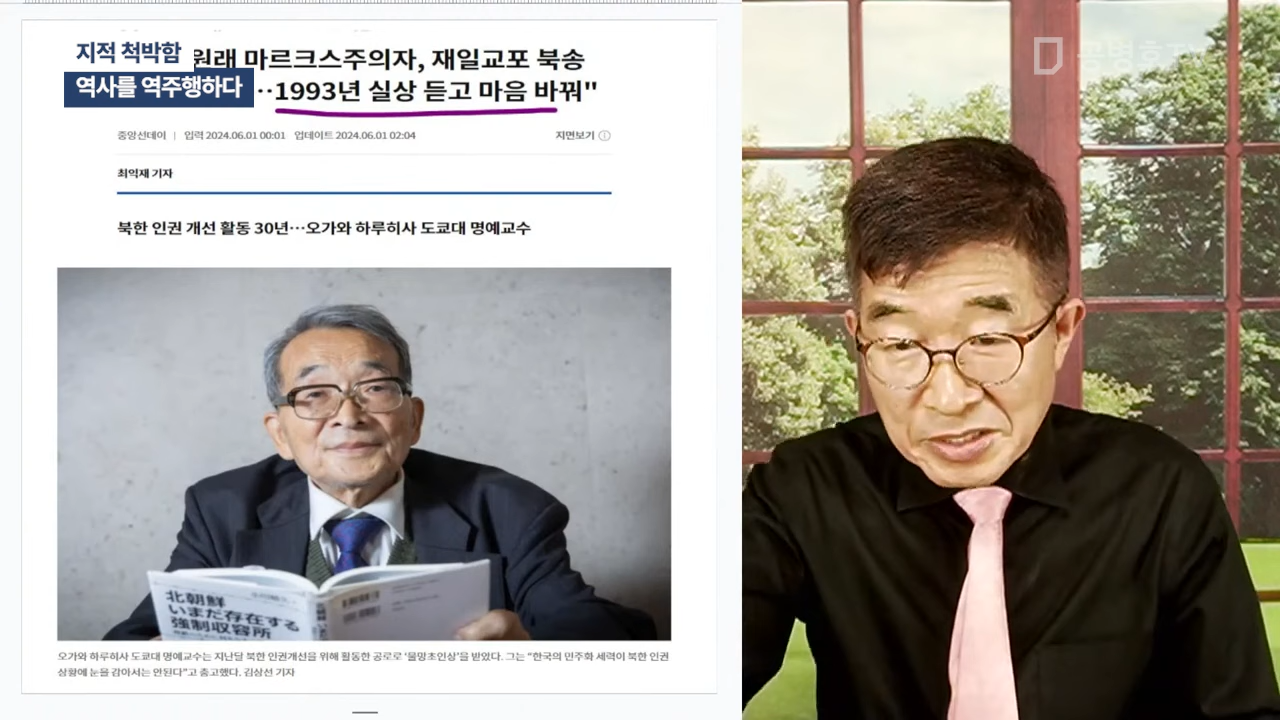 지적 척박함
역사를 역주행하다
원래 마르크스주의자, 재일교포 북송
··1993년 실상 듣고 마음 바꿔"
중앙선데이 | 입력 2024.06.01 00:01 업데이트 2024.06.01 02:04 지면보기
최익재 기자
북한 인권 개선 활동 30년…오가와 하루히사 도쿄대 명예교수
北朝鮮
いまだ存在する
強制収容所
오가와 하루히사 도쿄대 명예교수는 지난달 북한 인권개선을 위해 활동한 공로로 '물망초인상'을 받았다. 그는 "한국의 민주화 세력이 북한 인권
상황에 눈을 감아서는 안된다"고 충고했다. 김상선 기자
공병호